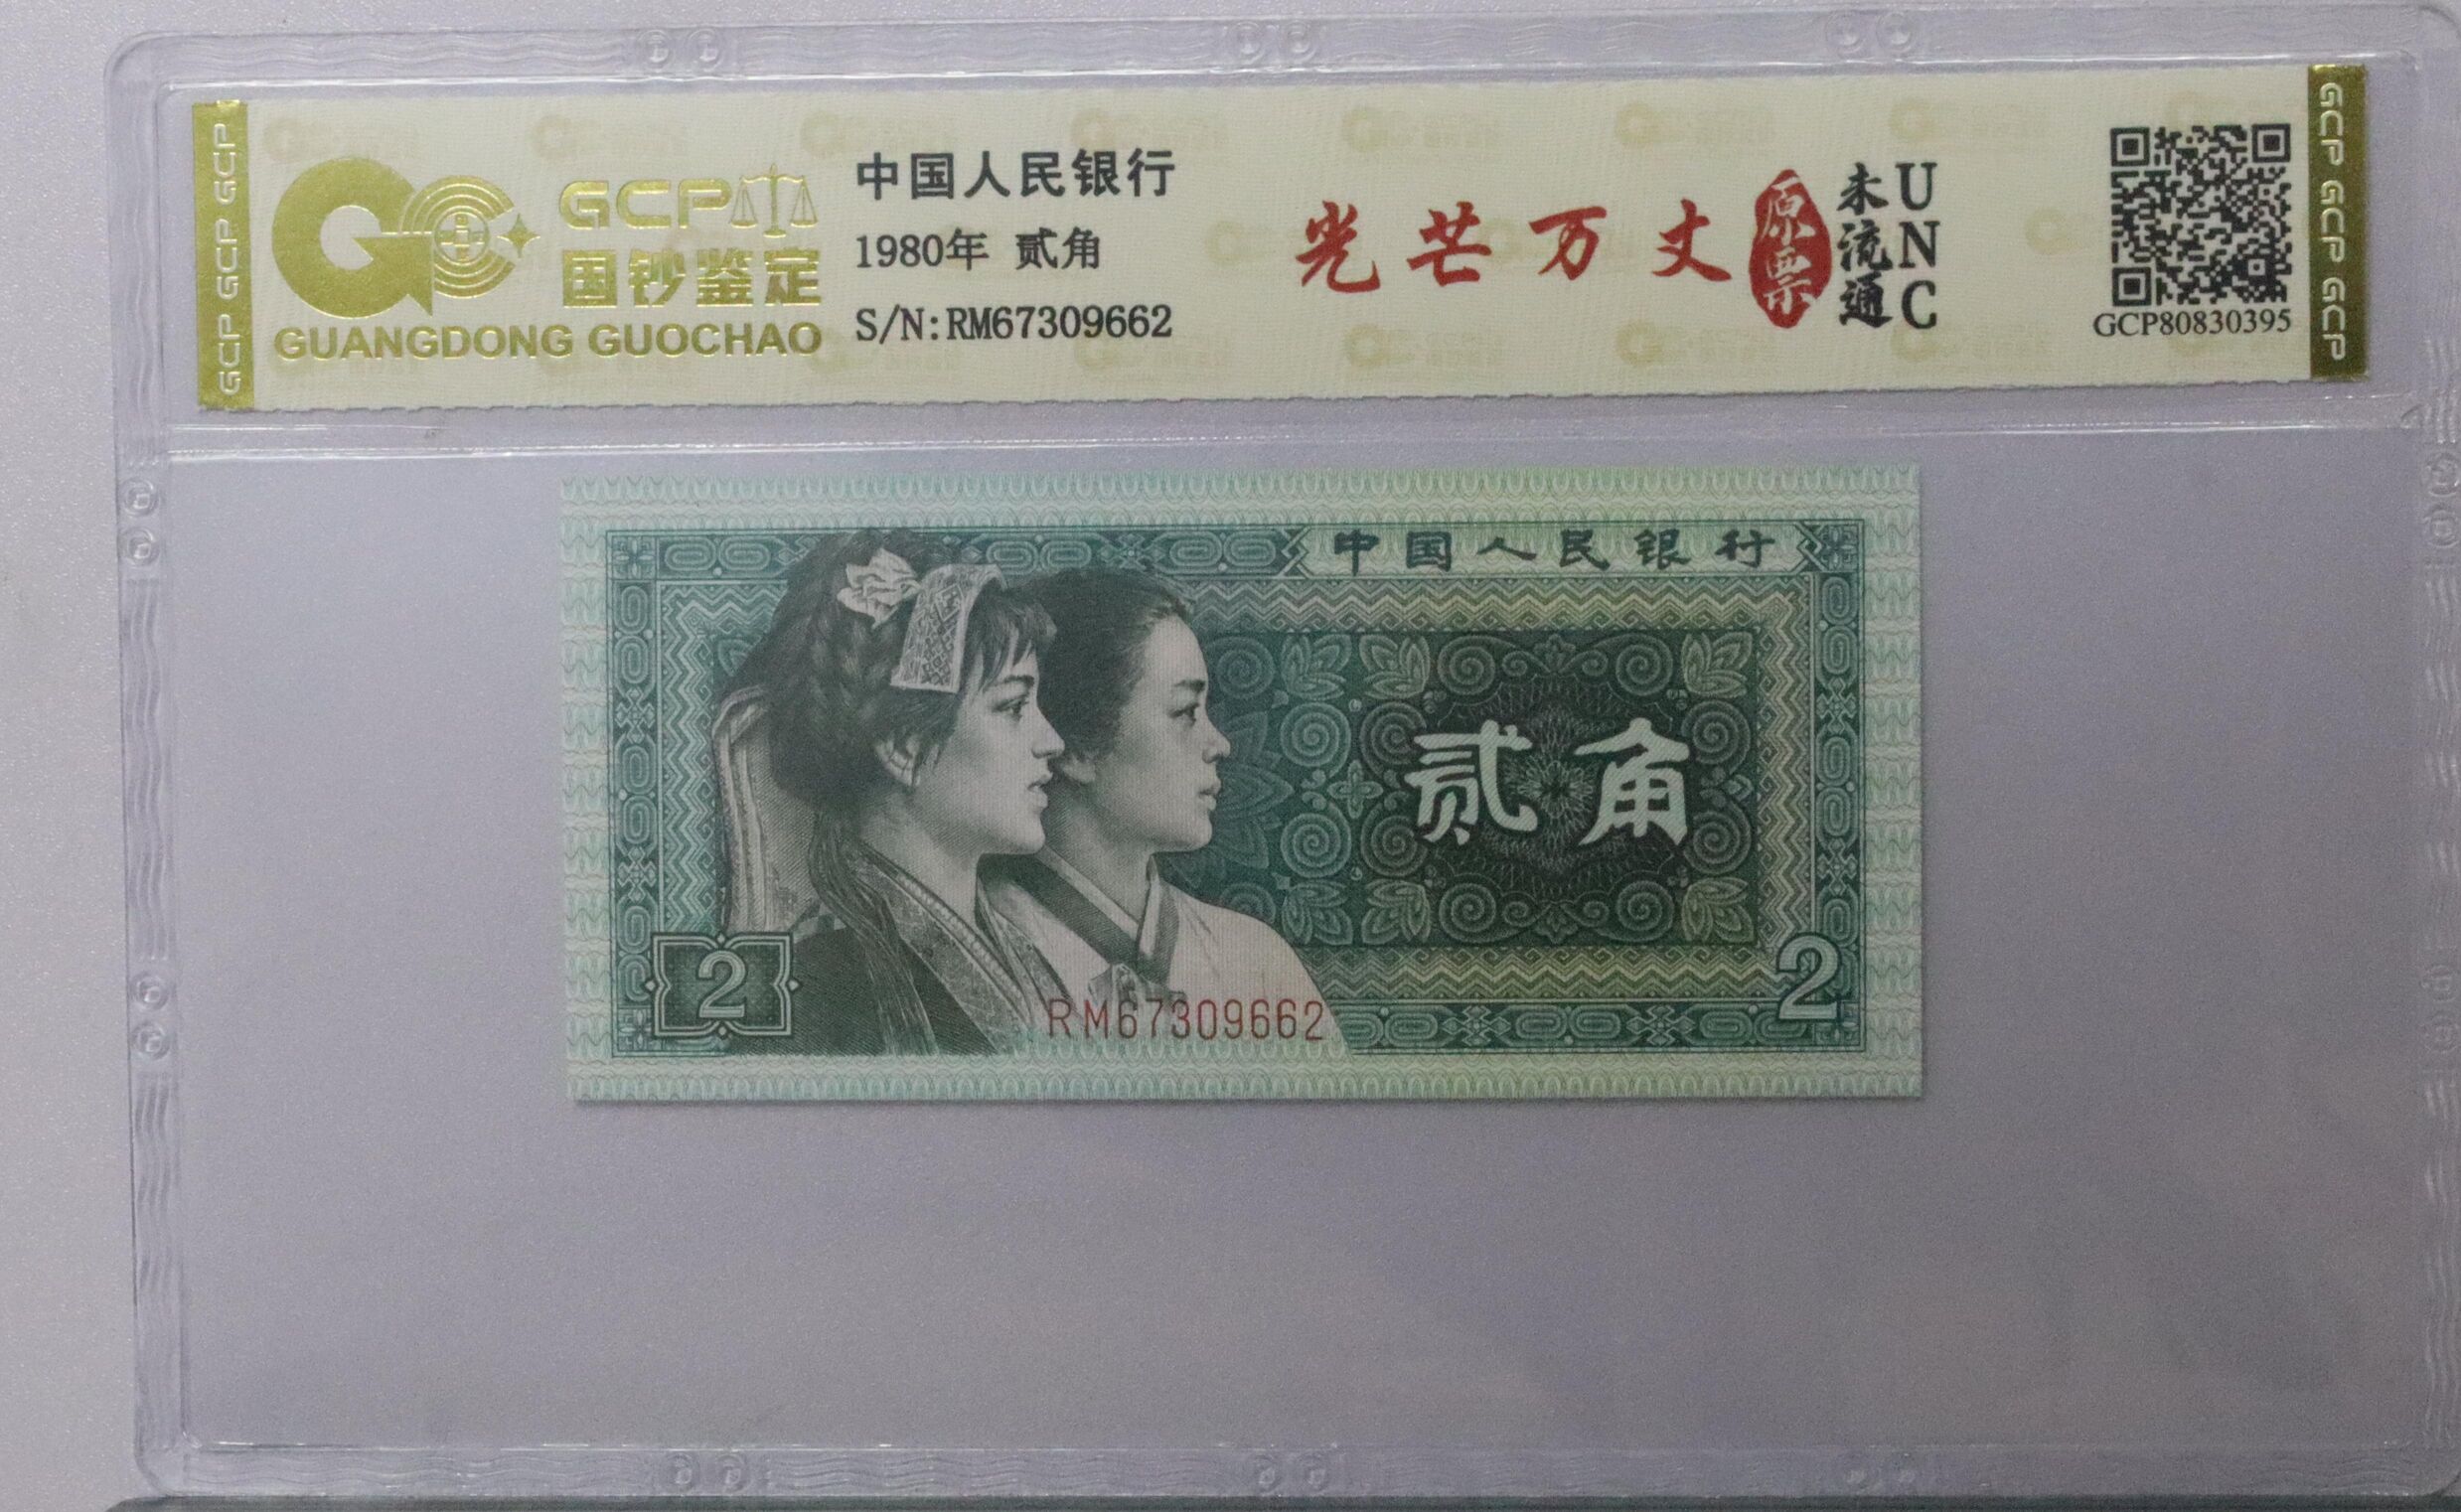 GCP GCP GCP
GCP
国钞鉴定
GUANGDONG GUOCHAO
中国人民银行
1980年 贰角
S/N:RM67309662
光芒万丈
原票
未流通
UNC
GCP80830395
GCP GCP GCP
中国人民银行
贰角
2
RM67309662
2